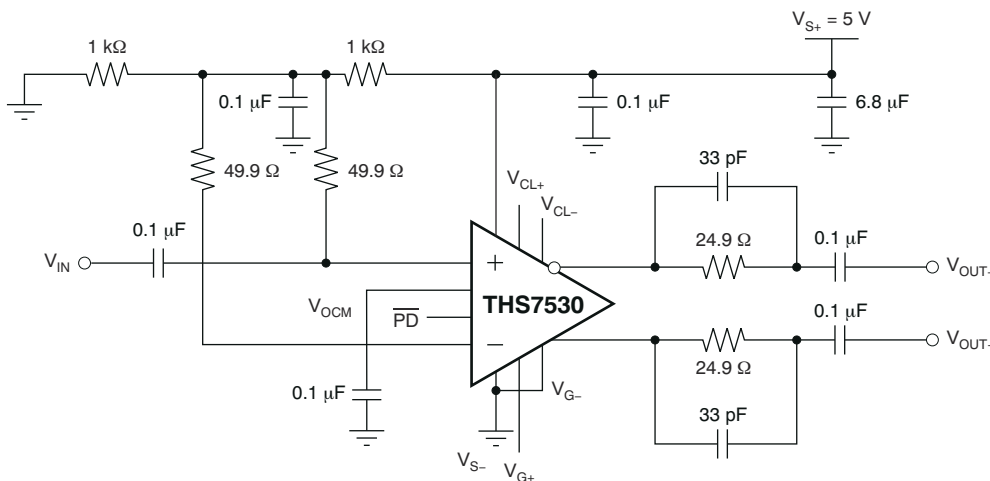 V_S+ = 5 V
1 kΩ
1 kΩ
0.1 µF
0.1 µF
6.8 µF
49.9 Ω
49.9 Ω
33 pF
V_CL+
V_CL−
0.1 µF
24.9 Ω
0.1 µF
V_IN
+
V_OUT-
THS7530
V_OCM
PD
−
0.1 µF
V_OUT-
24.9 Ω
0.1 µF
V_G−
33 pF
V_S−
V_G+